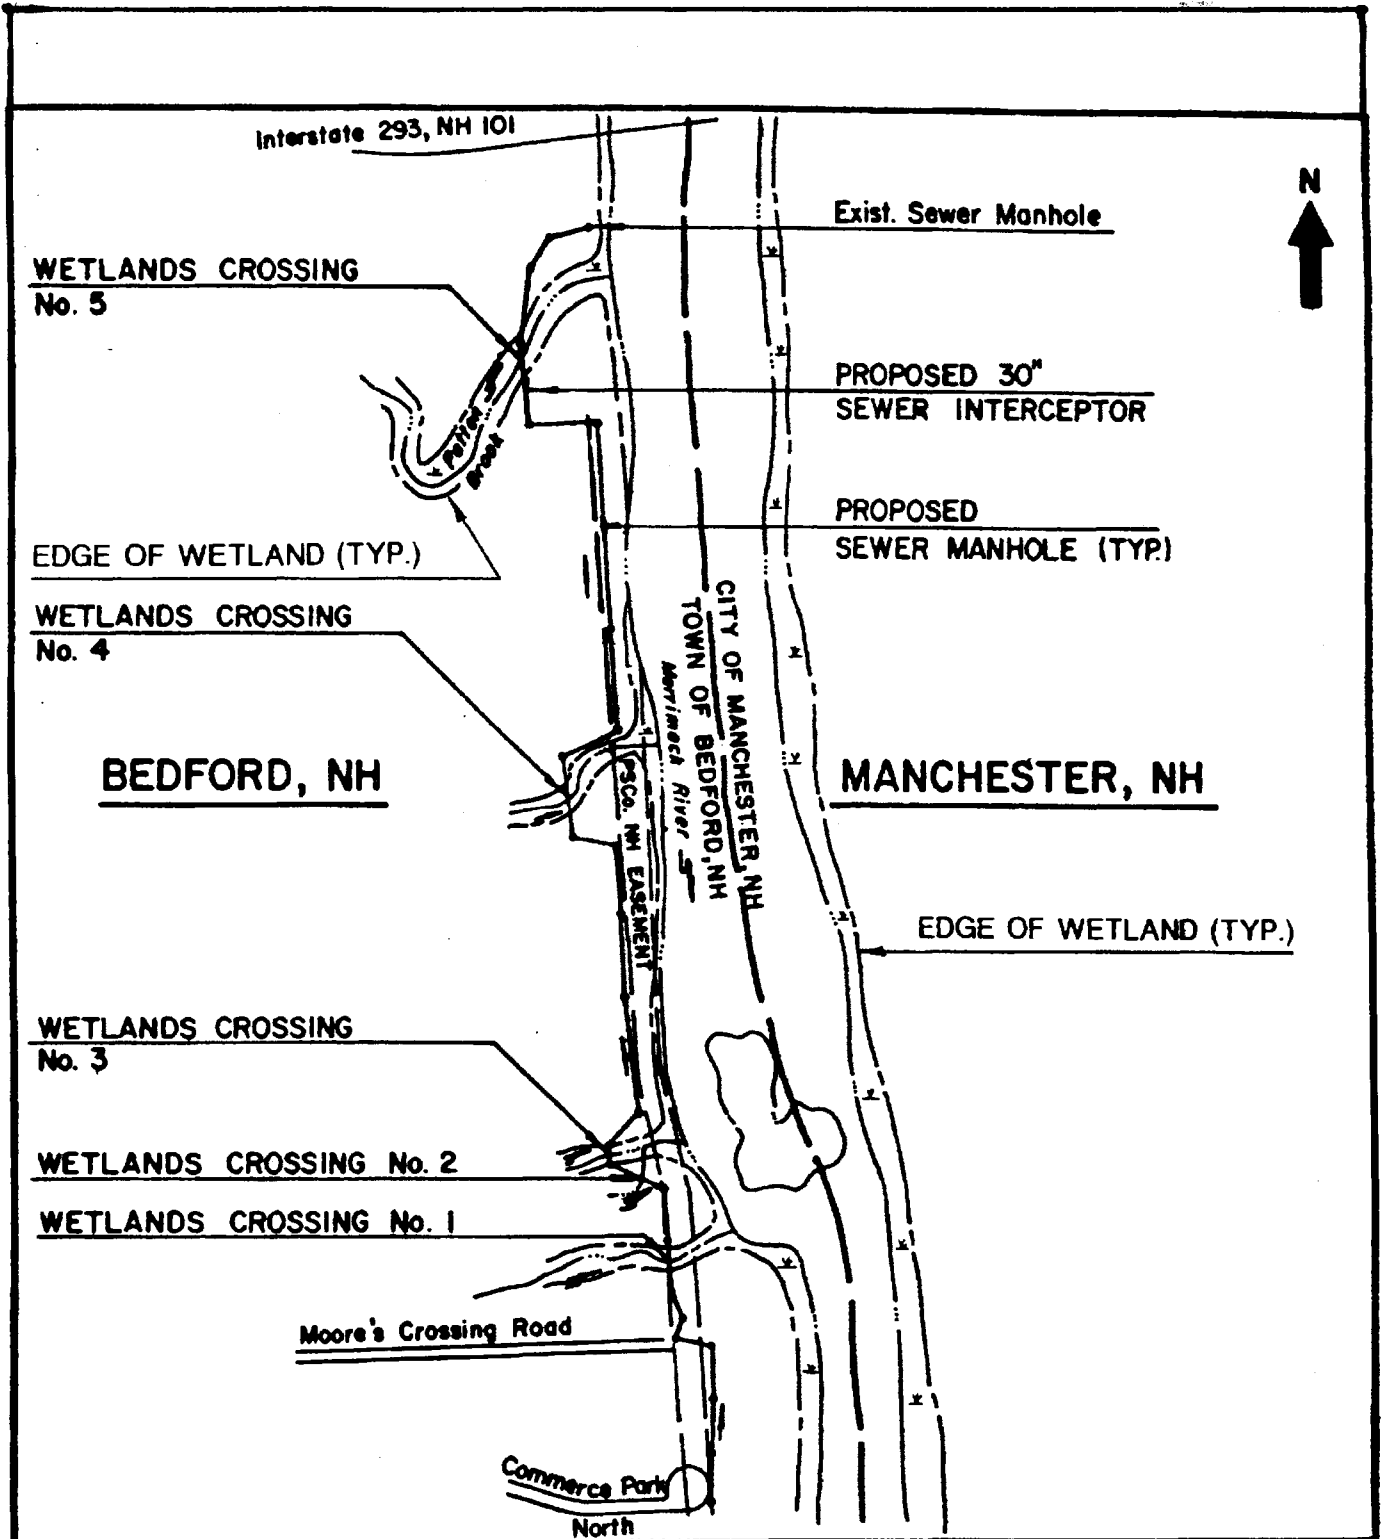 Interstate 293, NH 101
N
Exist. Sewer Manhole
WETLANDS CROSSING
No. 5
PROPOSED 30"
SEWER INTERCEPTOR
Patten
Brook
PROPOSED
SEWER MANHOLE (TYP.)
EDGE OF WETLAND (TYP.)
WETLANDS CROSSING
No. 4
CITY OF MANCHESTER, NH
TOWN OF BEDFORD, NH
Merrimack River
BEDFORD, NH
MANCHESTER, NH
PSCo. NH EASEMENT
EDGE OF WETLAND (TYP.)
WETLANDS CROSSING
No. 3
WETLANDS CROSSING No. 2
WETLANDS CROSSING No. 1
Moore's Crossing Road
Commerce Park
North